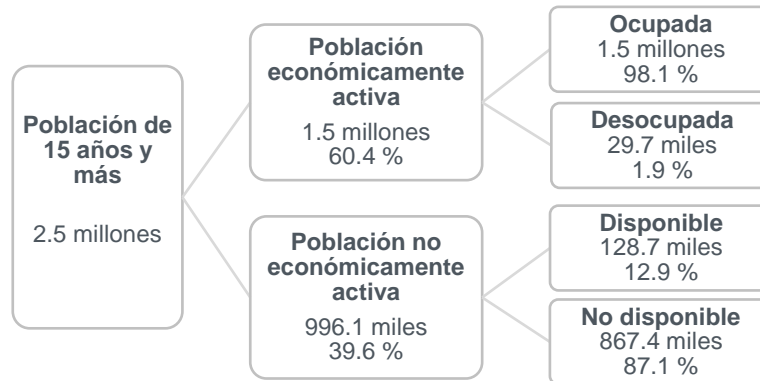 Población de
15 años y
más
2.5 millones
Población
económicamente
activa
1.5 millones
60.4 %
Población no
económicamente
activa
996.1 miles
39.6 %
Ocupada
1.5 millones
98.1 %
Desocupada
29.7 miles
1.9 %
Disponible
128.7 miles
12.9 %
No disponible
867.4 miles
87.1 %